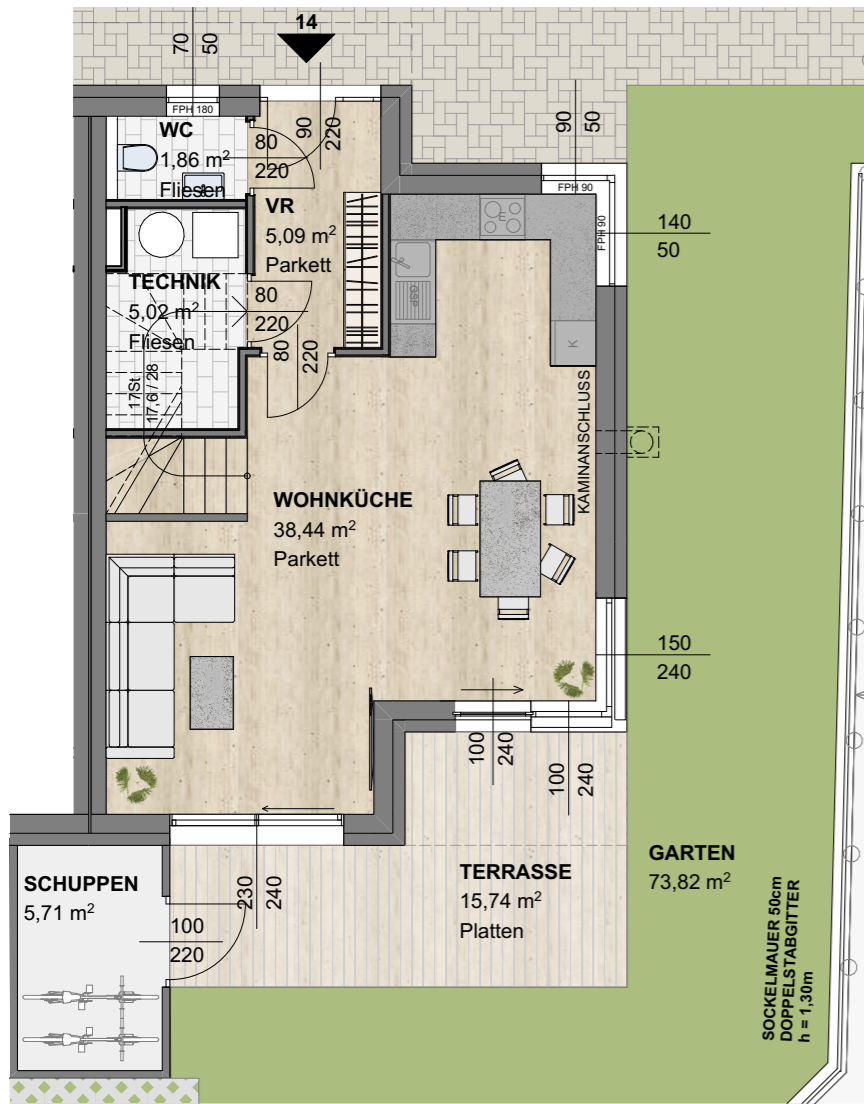 14
70
50
FPH 180
WC
1,86 m²
Fliesen
80
220
90
220
90
50
FPH 90
FPH 90
140
50
VR
5,09 m²
Parkett
E
GSP
K
TECHNIK
5,02 m²
Fliesen
80
220
80
220
17St
17,6 / 28
KAMINANSCHLUSS
WOHNKÜCHE
38,44 m²
Parkett
150
240
100
240
100
240
230
240
SCHUPPEN
5,71 m²
100
220
TERRASSE
15,74 m²
Platten
GARTEN
73,82 m²
SOCKELMAUER 50cm
DOPPELSTABGITTER
h = 1,30m